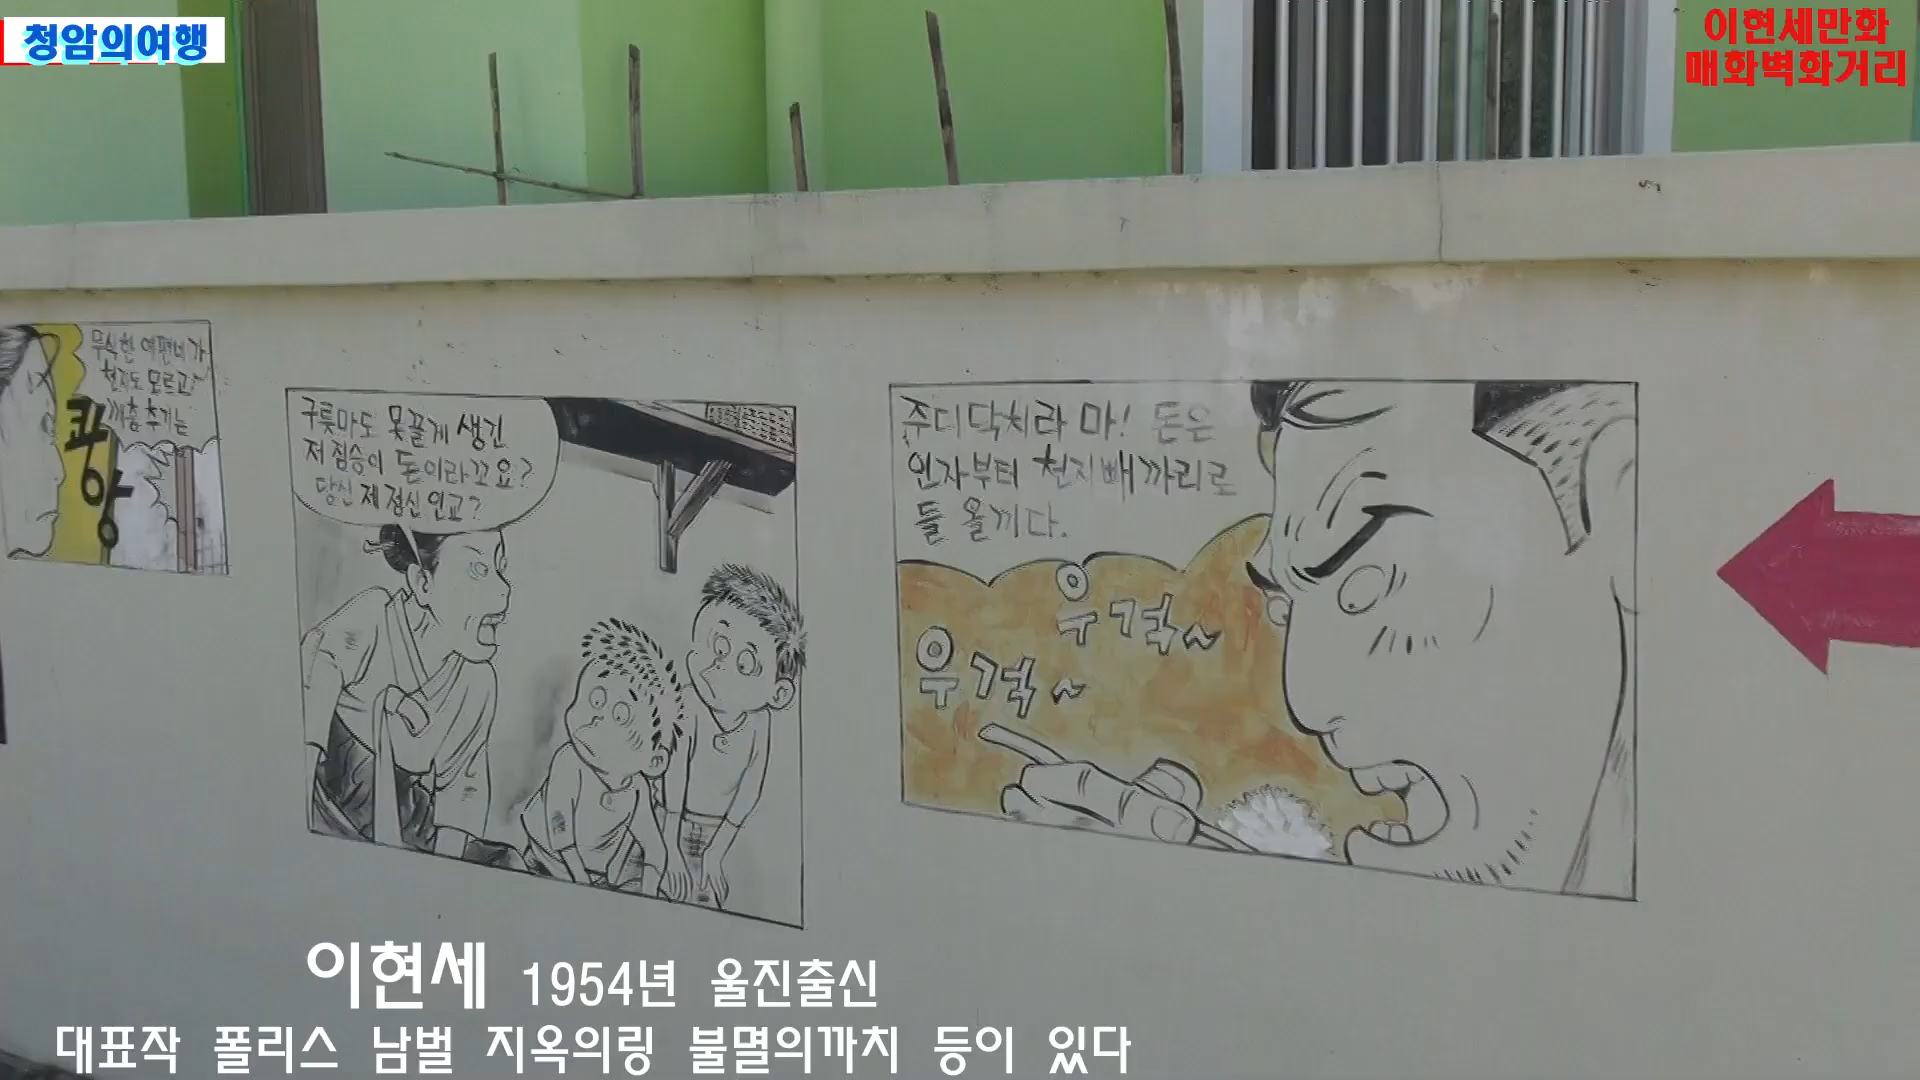 청암의여행
이현세만화
매화벽화거리
무식한 여편네가
천지도 모르고
깨춤 추기는
쾅
앙
구릇마도 못끌게 생긴
저 짐승이 돈이라꼬요?
당신 제정신 인교?
주디닥치라 마! 돈은
인자부터 천지빼까리로
들 올끼다.
우걱~
우걱~
이현세 1954년 울진출신
대표작 폴리스 남벌 지옥의링 불멸의까치 등이 있다